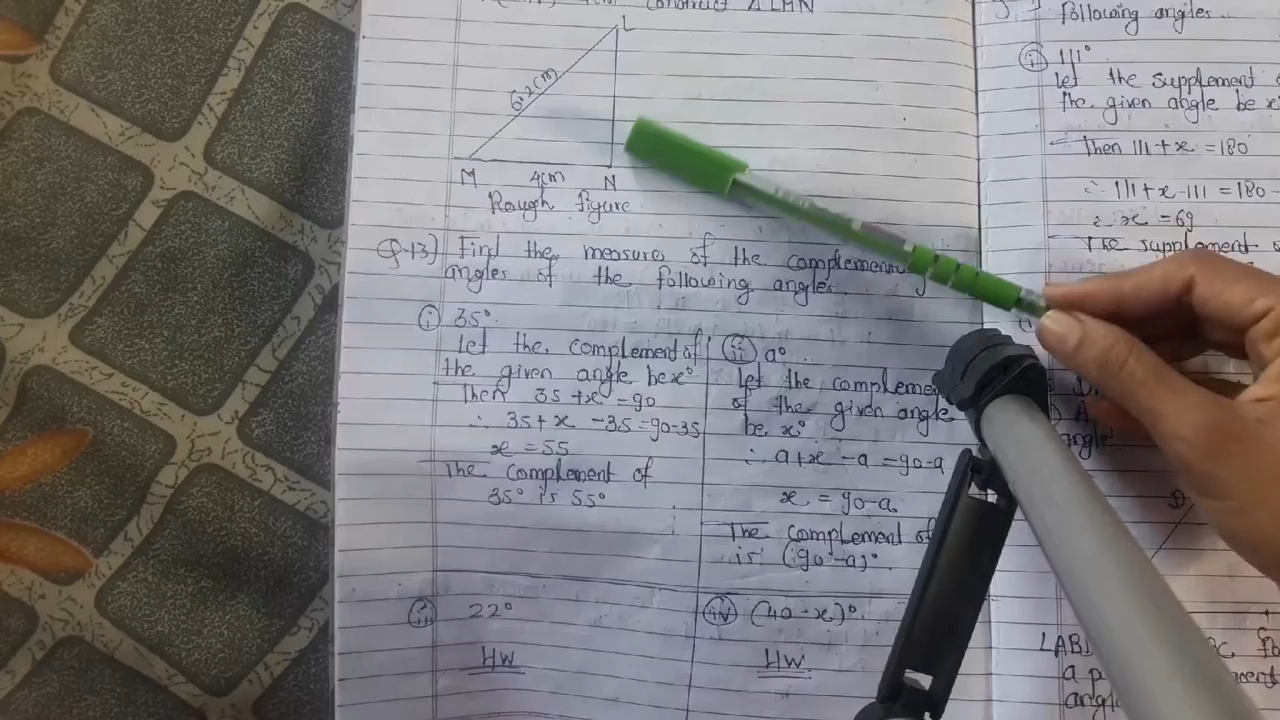 construct ΔLMN
L
6.2cm
M 4cm N
Rough figure
Q-13) Find the measures of the
angles of the following angles.
i 35°.
Let the complement of
the given angle be x°
Then 35 + x = 90
∴ 35 + x - 35 = 90-35
x = 55
The complement of
35° is 55°
ii a°.
Let the
of the given angle
be x°
∴ a+x - a = 90-a
x = 90-a
The complement of
is (90-a)°.
22°
HW
iv (40-x)°.
HW
following angles.
i 111°
Let the supplement
the given angle be x
Then 111 + x = 180
∴ 111 + x - 111 = 180
∴ x = 69
The supplement
angle
D
a